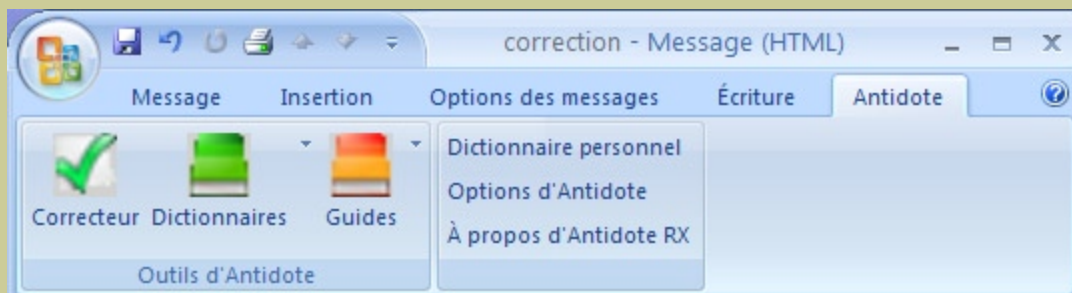 correction - Message (HTML)
Message Insertion Options des messages Écriture Antidote
Correcteur Dictionnaires Guides
Dictionnaire personnel
Options d'Antidote
À propos d'Antidote RX
Outils d'Antidote